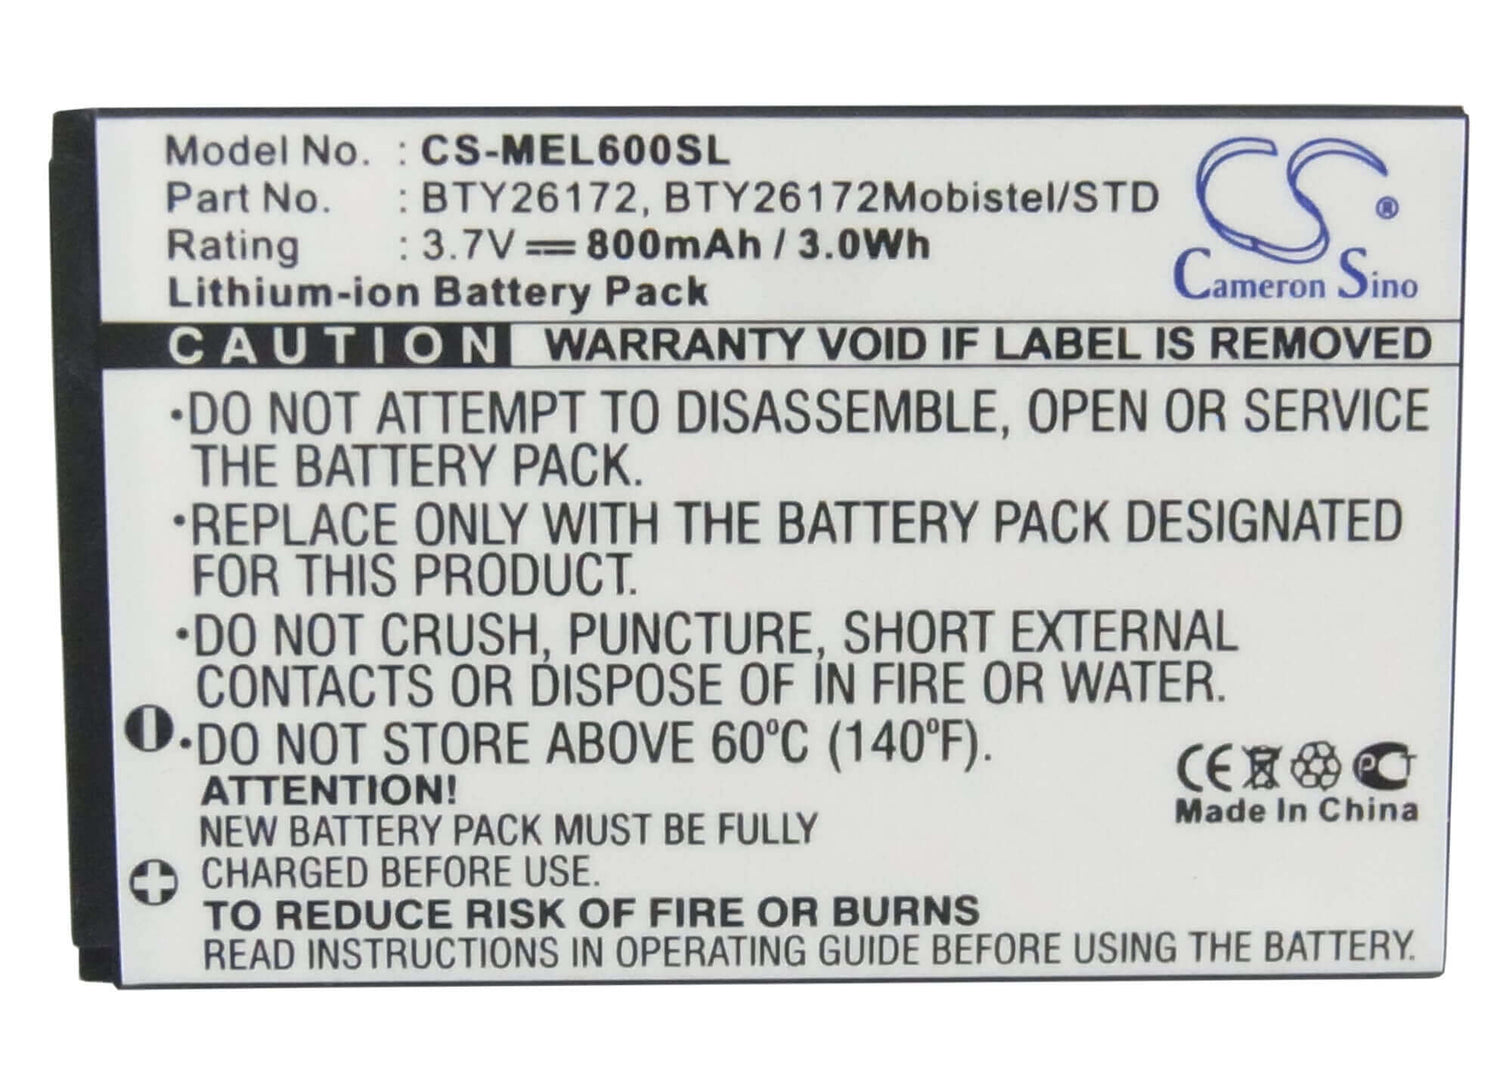 Model No. : CS-MEL600SL
Part No. : BTY26172, BTY26172Mobistel/STD
Rating : 3.7V 800mAh / 3.0Wh
Lithium-ion Battery Pack
CS®
Cameron Sino
CAUTION WARRANTY VOID IF LABEL IS REMOVED
•DO NOT ATTEMPT TO DISASSEMBLE, OPEN OR SERVICE
THE BATTERY PACK.
•REPLACE ONLY WITH THE BATTERY PACK DESIGNATED
FOR THIS PRODUCT.
•DO NOT CRUSH, PUNCTURE, SHORT EXTERNAL
CONTACTS OR DISPOSE OF IN FIRE OR WATER.
•DO NOT STORE ABOVE 60°C (140°F).
ATTENTION!
NEW BATTERY PACK MUST BE FULLY
CHARGED BEFORE USE.
TO REDUCE RISK OF FIRE OR BURNS
READ INSTRUCTIONS IN OPERATING GUIDE BEFORE USING THE BATTERY.
CE PCT
Made In China